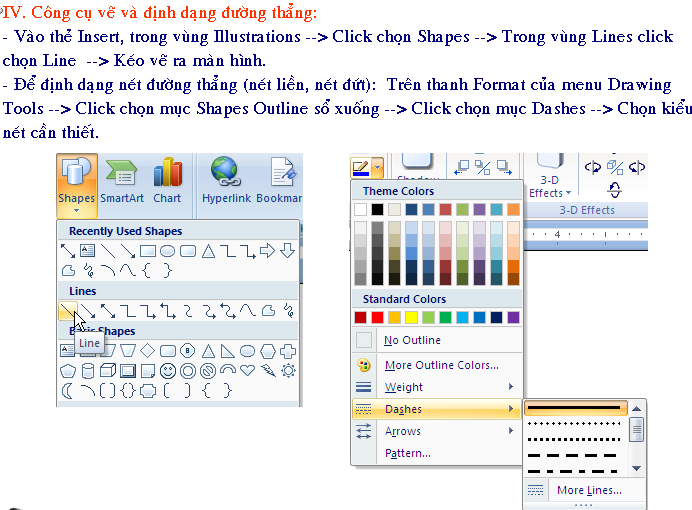 IV. Công cụ vẽ và định dạng đường thẳng:
- Vào thẻ Insert, trong vùng Illustrations --> Click chọn Shapes --> Trong vùng Lines click
chọn Line --> Kéo vẽ ra màn hình.
- Để định dạng nét đường thẳng (nét liền, nét đứt): Trên thanh Format của menu Drawing
Tools --> Click chọn mục Shapes Outline sổ xuống --> Click chọn mục Dashes --> Chọn kiểu
nét cần thiết.
Shapes SmartArt Chart Hyperlink Bookmar
Recently Used Shapes
Lines
Basic Shapes
Line
3-D
Effects
3-D Effects
4
Theme Colors
Standard Colors
No Outline
More Outline Colors...
Weight
Dashes
Arrows
Pattern...
More Lines...